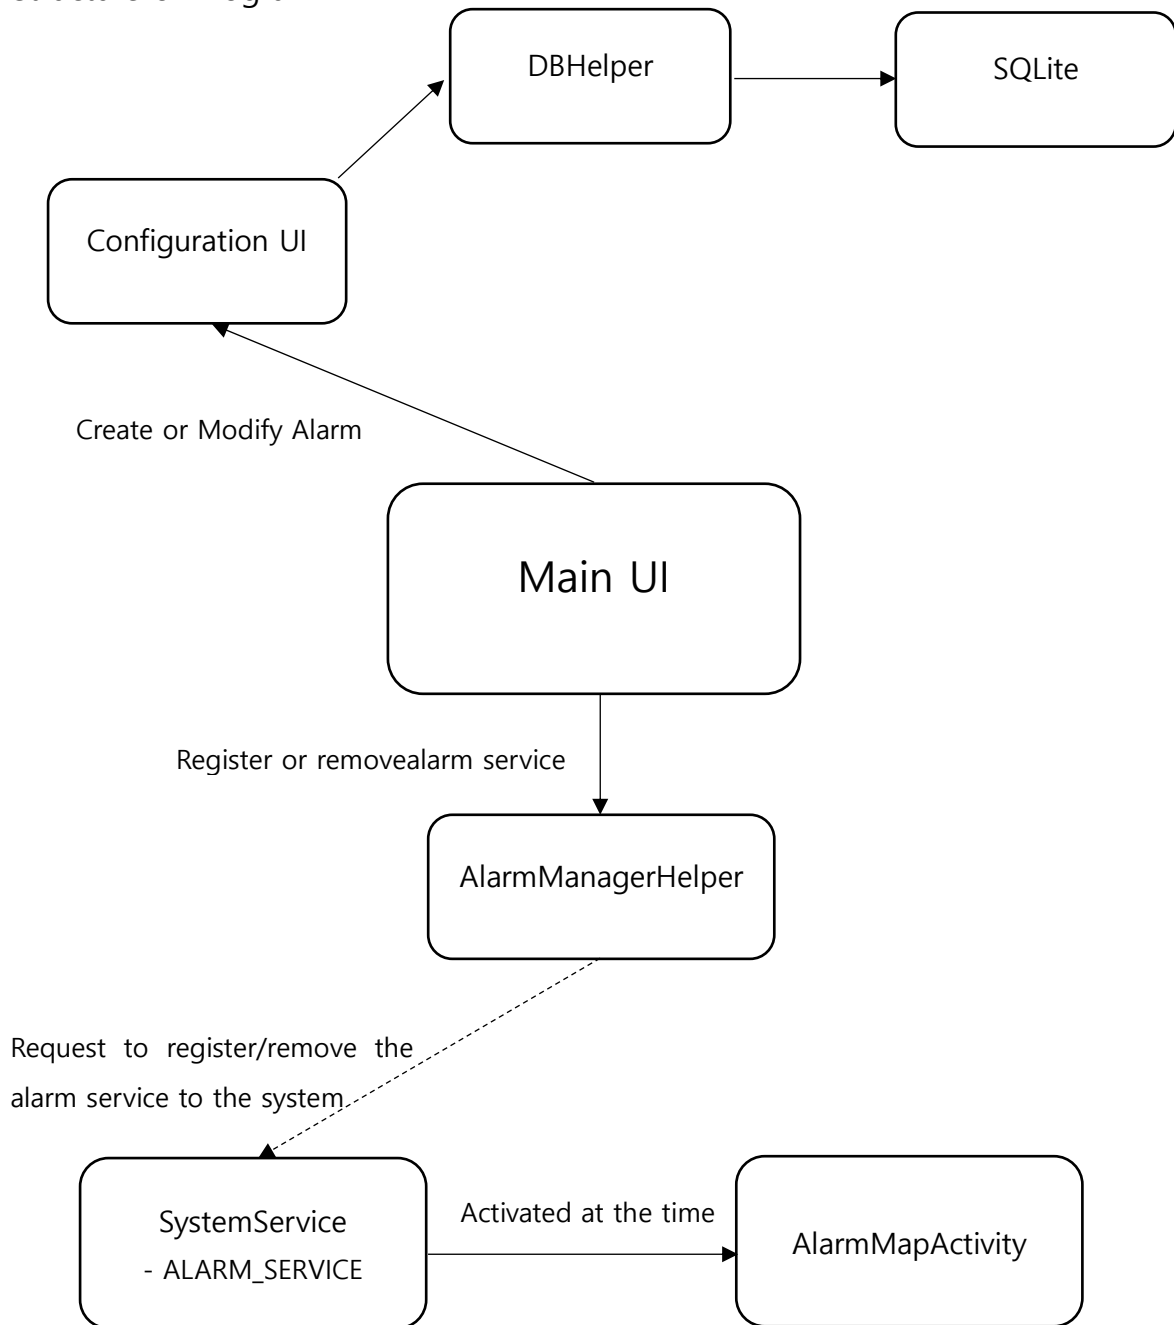 DBHelper
SQLite
Configuration UI
Create or Modify Alarm
Main UI
Register or removealarm service
AlarmManagerHelper
Request to register/remove the
alarm service to the system
SystemService
- ALARM_SERVICE
Activated at the time
AlarmMapActivity